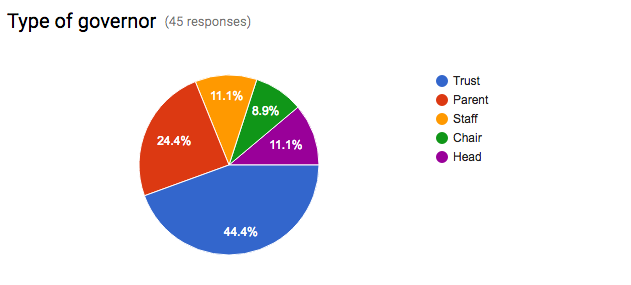 Type of governor (45 responses)
11.1%
8.9%
24.4%
11.1%
44.4%
Trust
Parent
Staff
Chair
Head